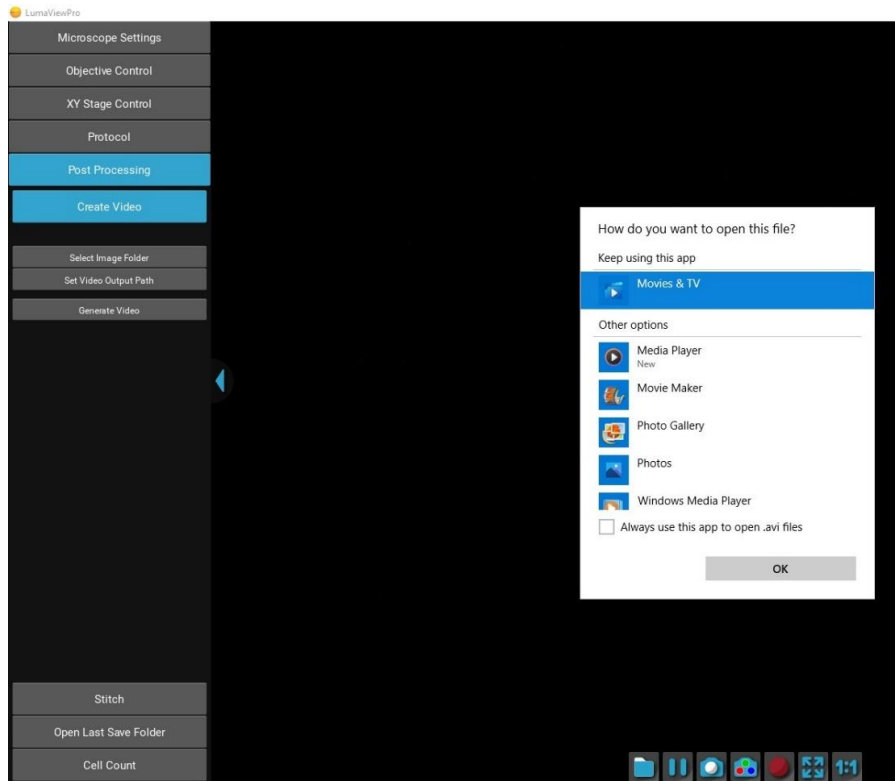 LumaViewPro
Microscope Settings
Objective Control
XY Stage Control
Protocol
Post Processing
Create Video
Select Image Folder
Set Video Output Path
Generate Video
Stitch
Open Last Save Folder
Cell Count
How do you want to open this file?
Keep using this app
Movies & TV
Other options
Media Player
New
Movie Maker
Photo Gallery
Photos
Windows Media Player
Always use this app to open .avi files
OK
1:1